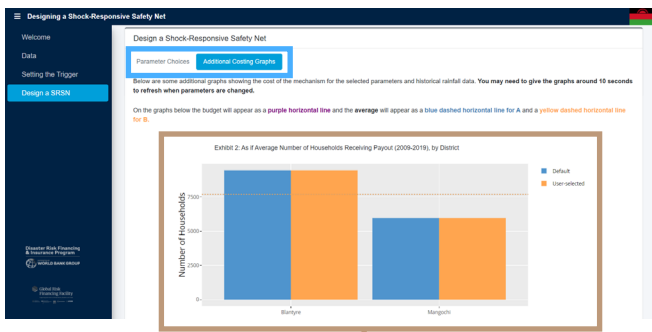 Designing a Shock-Responsive Safety Net
Welcome
Data
Setting the Trigger
Design a SRSN
Disaster Risk Financing
& Insurance Program
WORLD BANK GROUP
Global Risk
Financing Facility
Design a Shock-Responsive Safety Net
Parameter Choices
Additional Costing Graphs
Below are some additional graphs showing the cost of the mechanism for the selected parameters and historical rainfall data. You may need to give the graphs around 10 seconds
to refresh when parameters are changed.
On the graphs below the budget will appear as a purple horizontal line and the average will appear as a blue dashed horizontal line for A and a yellow dashed horizontal line
for B.
Exhibit 2: As if Average Number of Households Receiving Payout (2009-2019), by District
Default
User-selected
Number of Households
7500
5000
2500
0
Blantyre
Mangochi